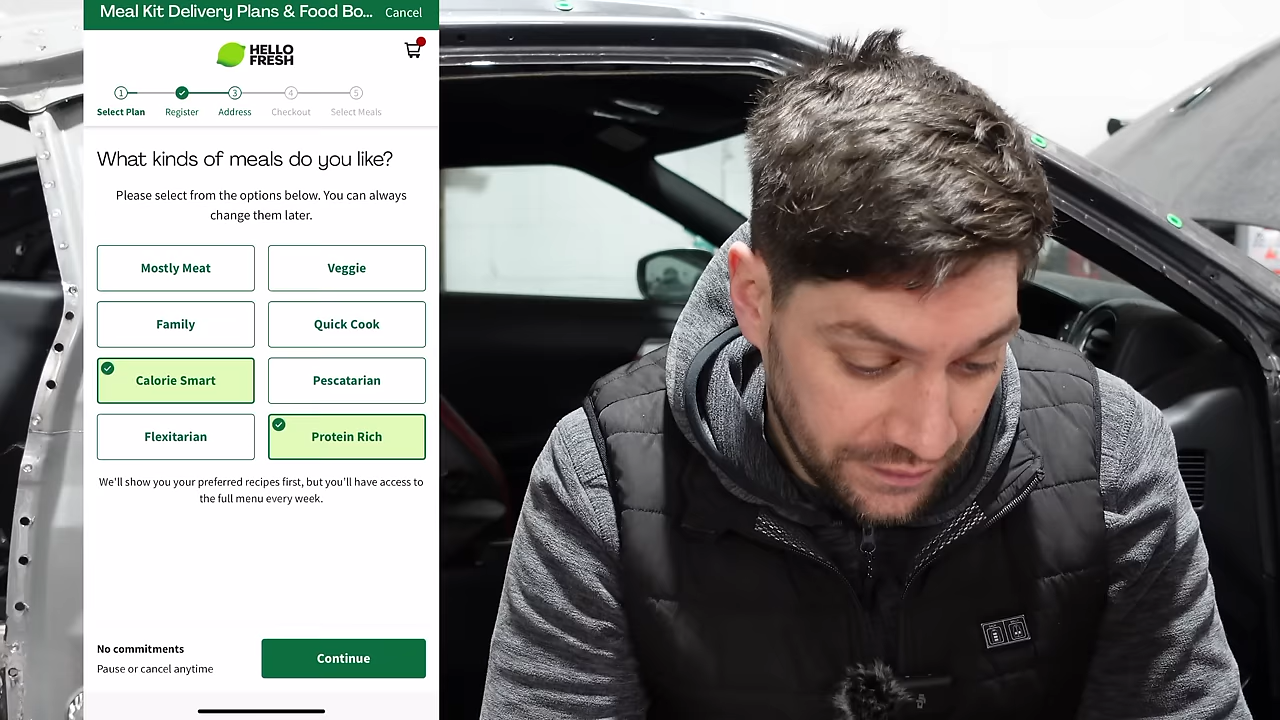 Meal Kit Delivery Plans & Food Bo...
Cancel
HELLO
FRESH
1
3
4
5
Select Plan
Register
Address
Checkout
Select Meals
What kinds of meals do you like?
Please select from the options below. You can always
change them later.
Mostly Meat
Veggie
Family
Quick Cook
Calorie Smart
Pescatarian
Flexitarian
Protein Rich
We'll show you your preferred recipes first, but you'll have access to
the full menu every week.
No commitments
Pause or cancel anytime
Continue